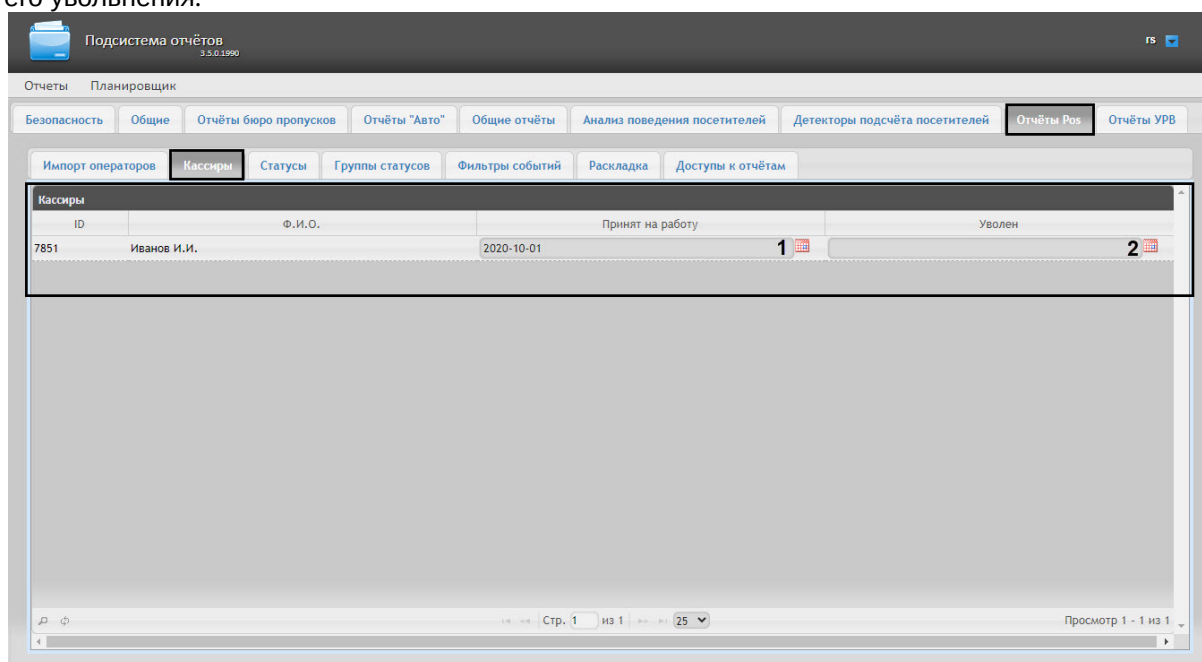 его увольнения.
Подсистема отчётов
3.5.0.1990
rs
Отчеты Планировщик
Безопасность Общие Отчёты бюро пропусков Отчёты "Авто" Общие отчёты Анализ поведения посетителей Детекторы подсчёта посетителей Отчёты Pos Отчёты УРВ
Импорт операторов Кассиры Статусы Группы статусов Фильтры событий Раскладка Доступы к отчётам
Кассиры
ID Ф.И.О. Принят на работу Уволен
7851 Иванов И.И. 2020-10-01 1 2
Стр. 1 из 1 25 Просмотр 1 - 1 из 1